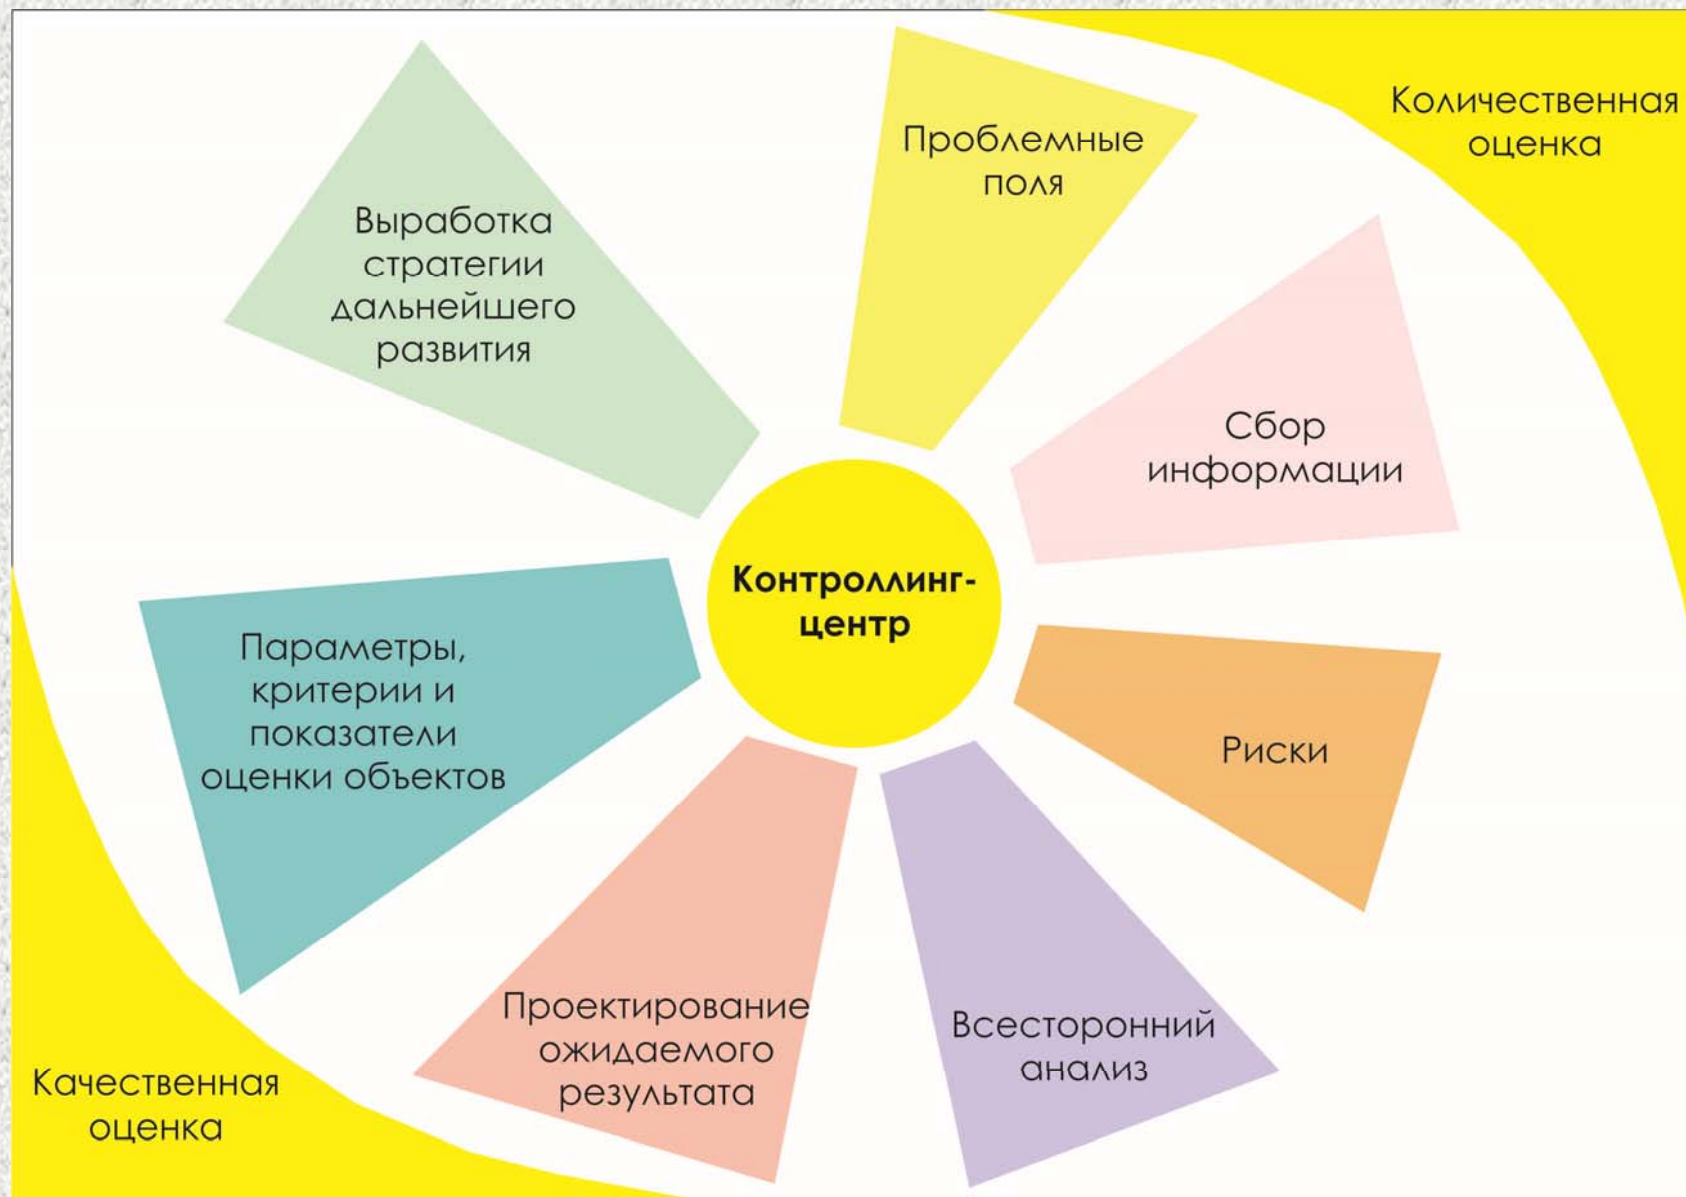 Количественная
оценка
Проблемные
поля
Выработка
стратегии
дальнейшего
развития
Сбор
информации
Контроллинг-
центр
Параметры,
критерии и
показатели
оценки объектов
Риски
Проектирование
ожидаемого
результата
Всесторонний
анализ
Качественная
оценка